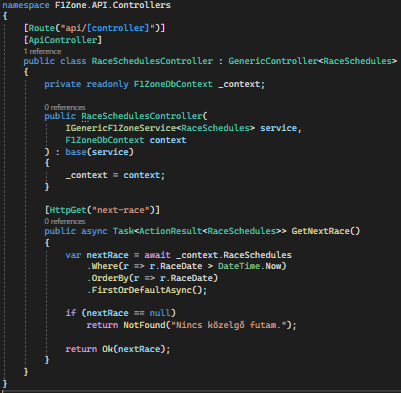 namespace F1Zone.API.Controllers
{
    [Route("api/[controller]")]
    [ApiController]
    1 reference
    public class RaceSchedulesController : GenericController<RaceSchedules>
    {
        private readonly F1ZoneDbContext _context;

        0 references
        public RaceSchedulesController(
            IGenericF1ZoneService<RaceSchedules> service,
            F1ZoneDbContext context
        ) : base(service)
        {
            _context = context;
        }

        [HttpGet("next-race")]
        0 references
        public async Task<ActionResult<RaceSchedules>> GetNextRace()
        {
            var nextRace = await _context.RaceSchedules
                .Where(r => r.RaceDate > DateTime.Now)
                .OrderBy(r => r.RaceDate)
                .FirstOrDefaultAsync();

            if (nextRace == null)
                return NotFound("Nincs közelgő futam.");

            return Ok(nextRace);
        }
    }
}